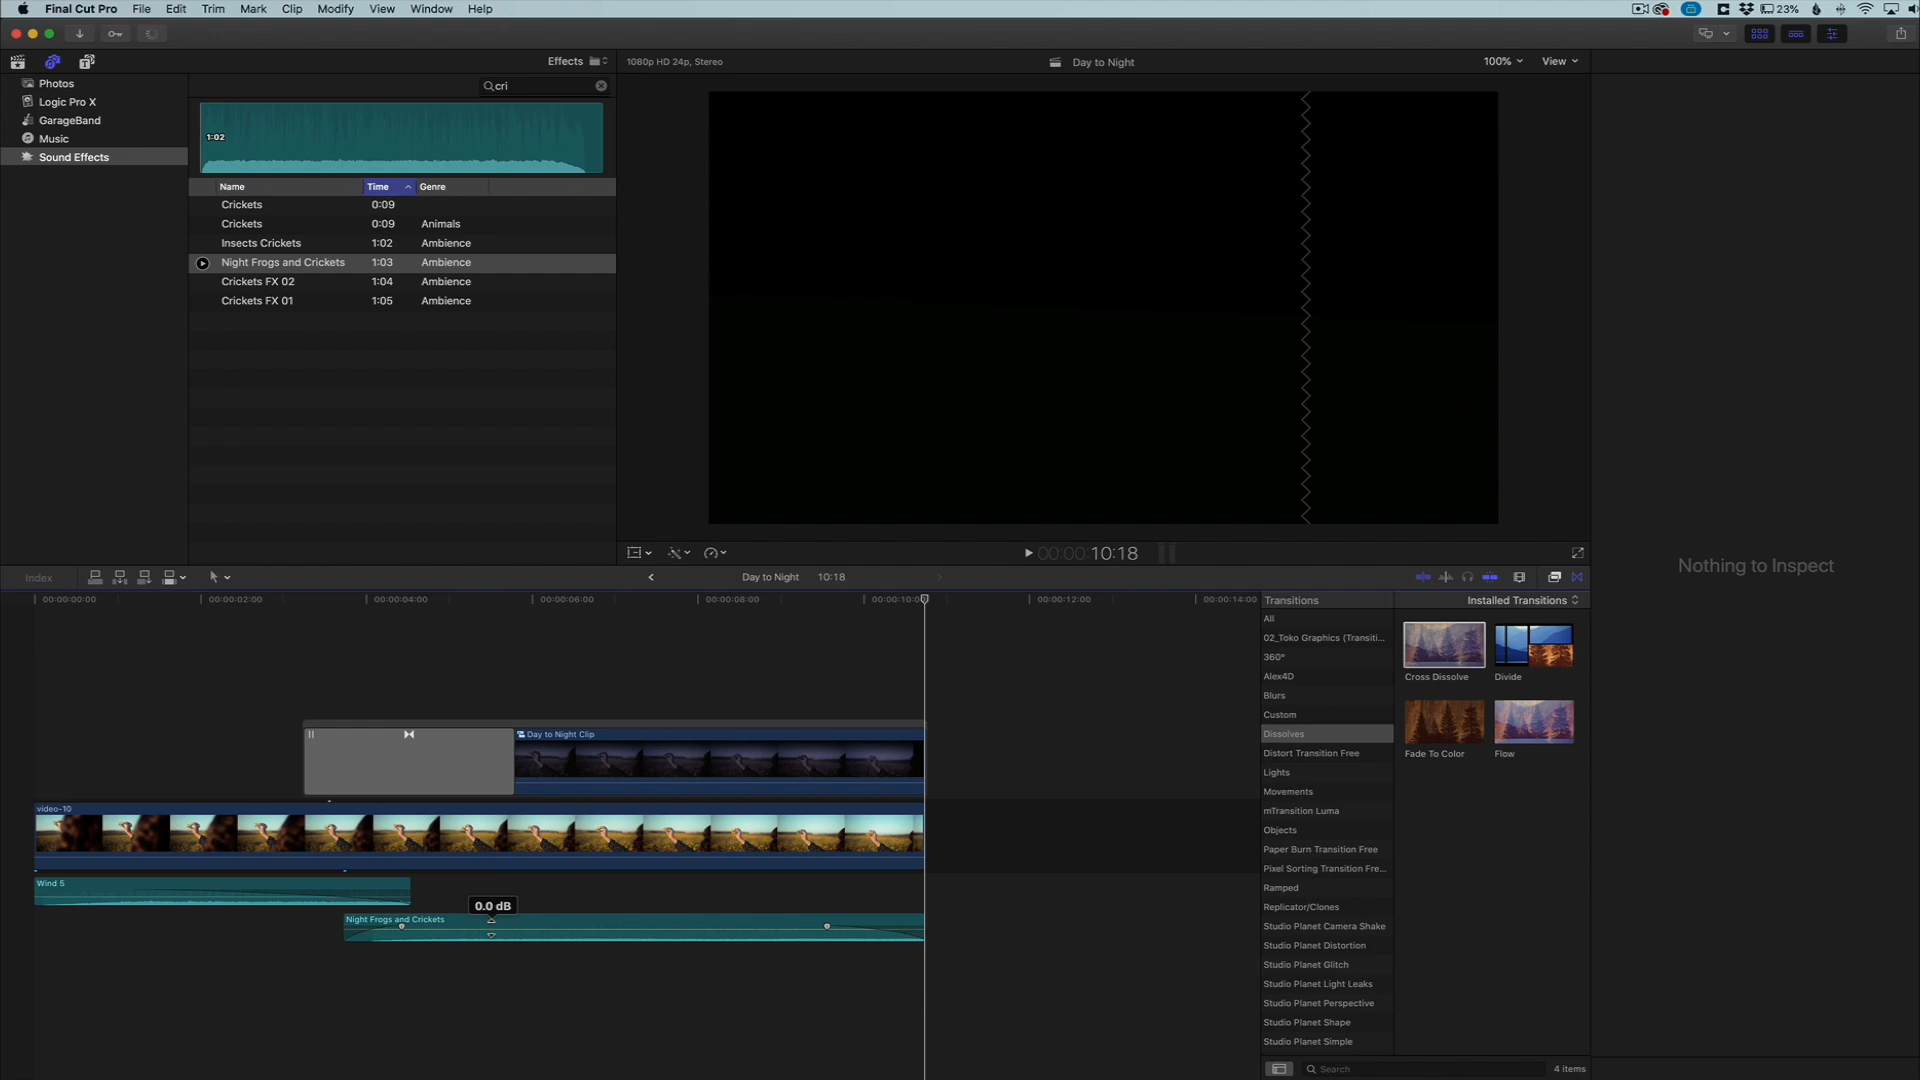 Final Cut Pro File Edit Trim Mark Clip Modify View Window Help
23%
Effects
1080p HD 24p, Stereo
Day to Night
100%
View
Photos
Logic Pro X
GarageBand
Music
Sound Effects
cri
1:02
Name Time Genre
Crickets 0:09
Crickets 0:09 Animals
Insects Crickets 1:02 Ambience
Night Frogs and Crickets 1:03 Ambience
Crickets FX 02 1:04 Ambience
Crickets FX 01 1:05 Ambience
00:00:10:18
Nothing to Inspect
Index
Day to Night 10:18
00:00:00:00 00:00:02:00 00:00:04:00 00:00:06:00 00:00:08:00 00:00:10:0 00:00:12:00 00:00:14:00
Day to Night Clip
video-10
Wind 5
0.0 dB
Night Frogs and Crickets
Transitions
Installed Transitions
All
02_Toko Graphics (Transiti...
360°
Alex4D
Blurs
Custom
Dissolves
Distort Transition Free
Lights
Movements
mTransition Luma
Objects
Paper Burn Transition Free
Pixel Sorting Transition Fre...
Ramped
Replicator/Clones
Studio Planet Camera Shake
Studio Planet Distortion
Studio Planet Glitch
Studio Planet Light Leaks
Studio Planet Perspective
Studio Planet Shape
Studio Planet Simple
Cross Dissolve
Divide
Fade To Color
Flow
Search
4 items